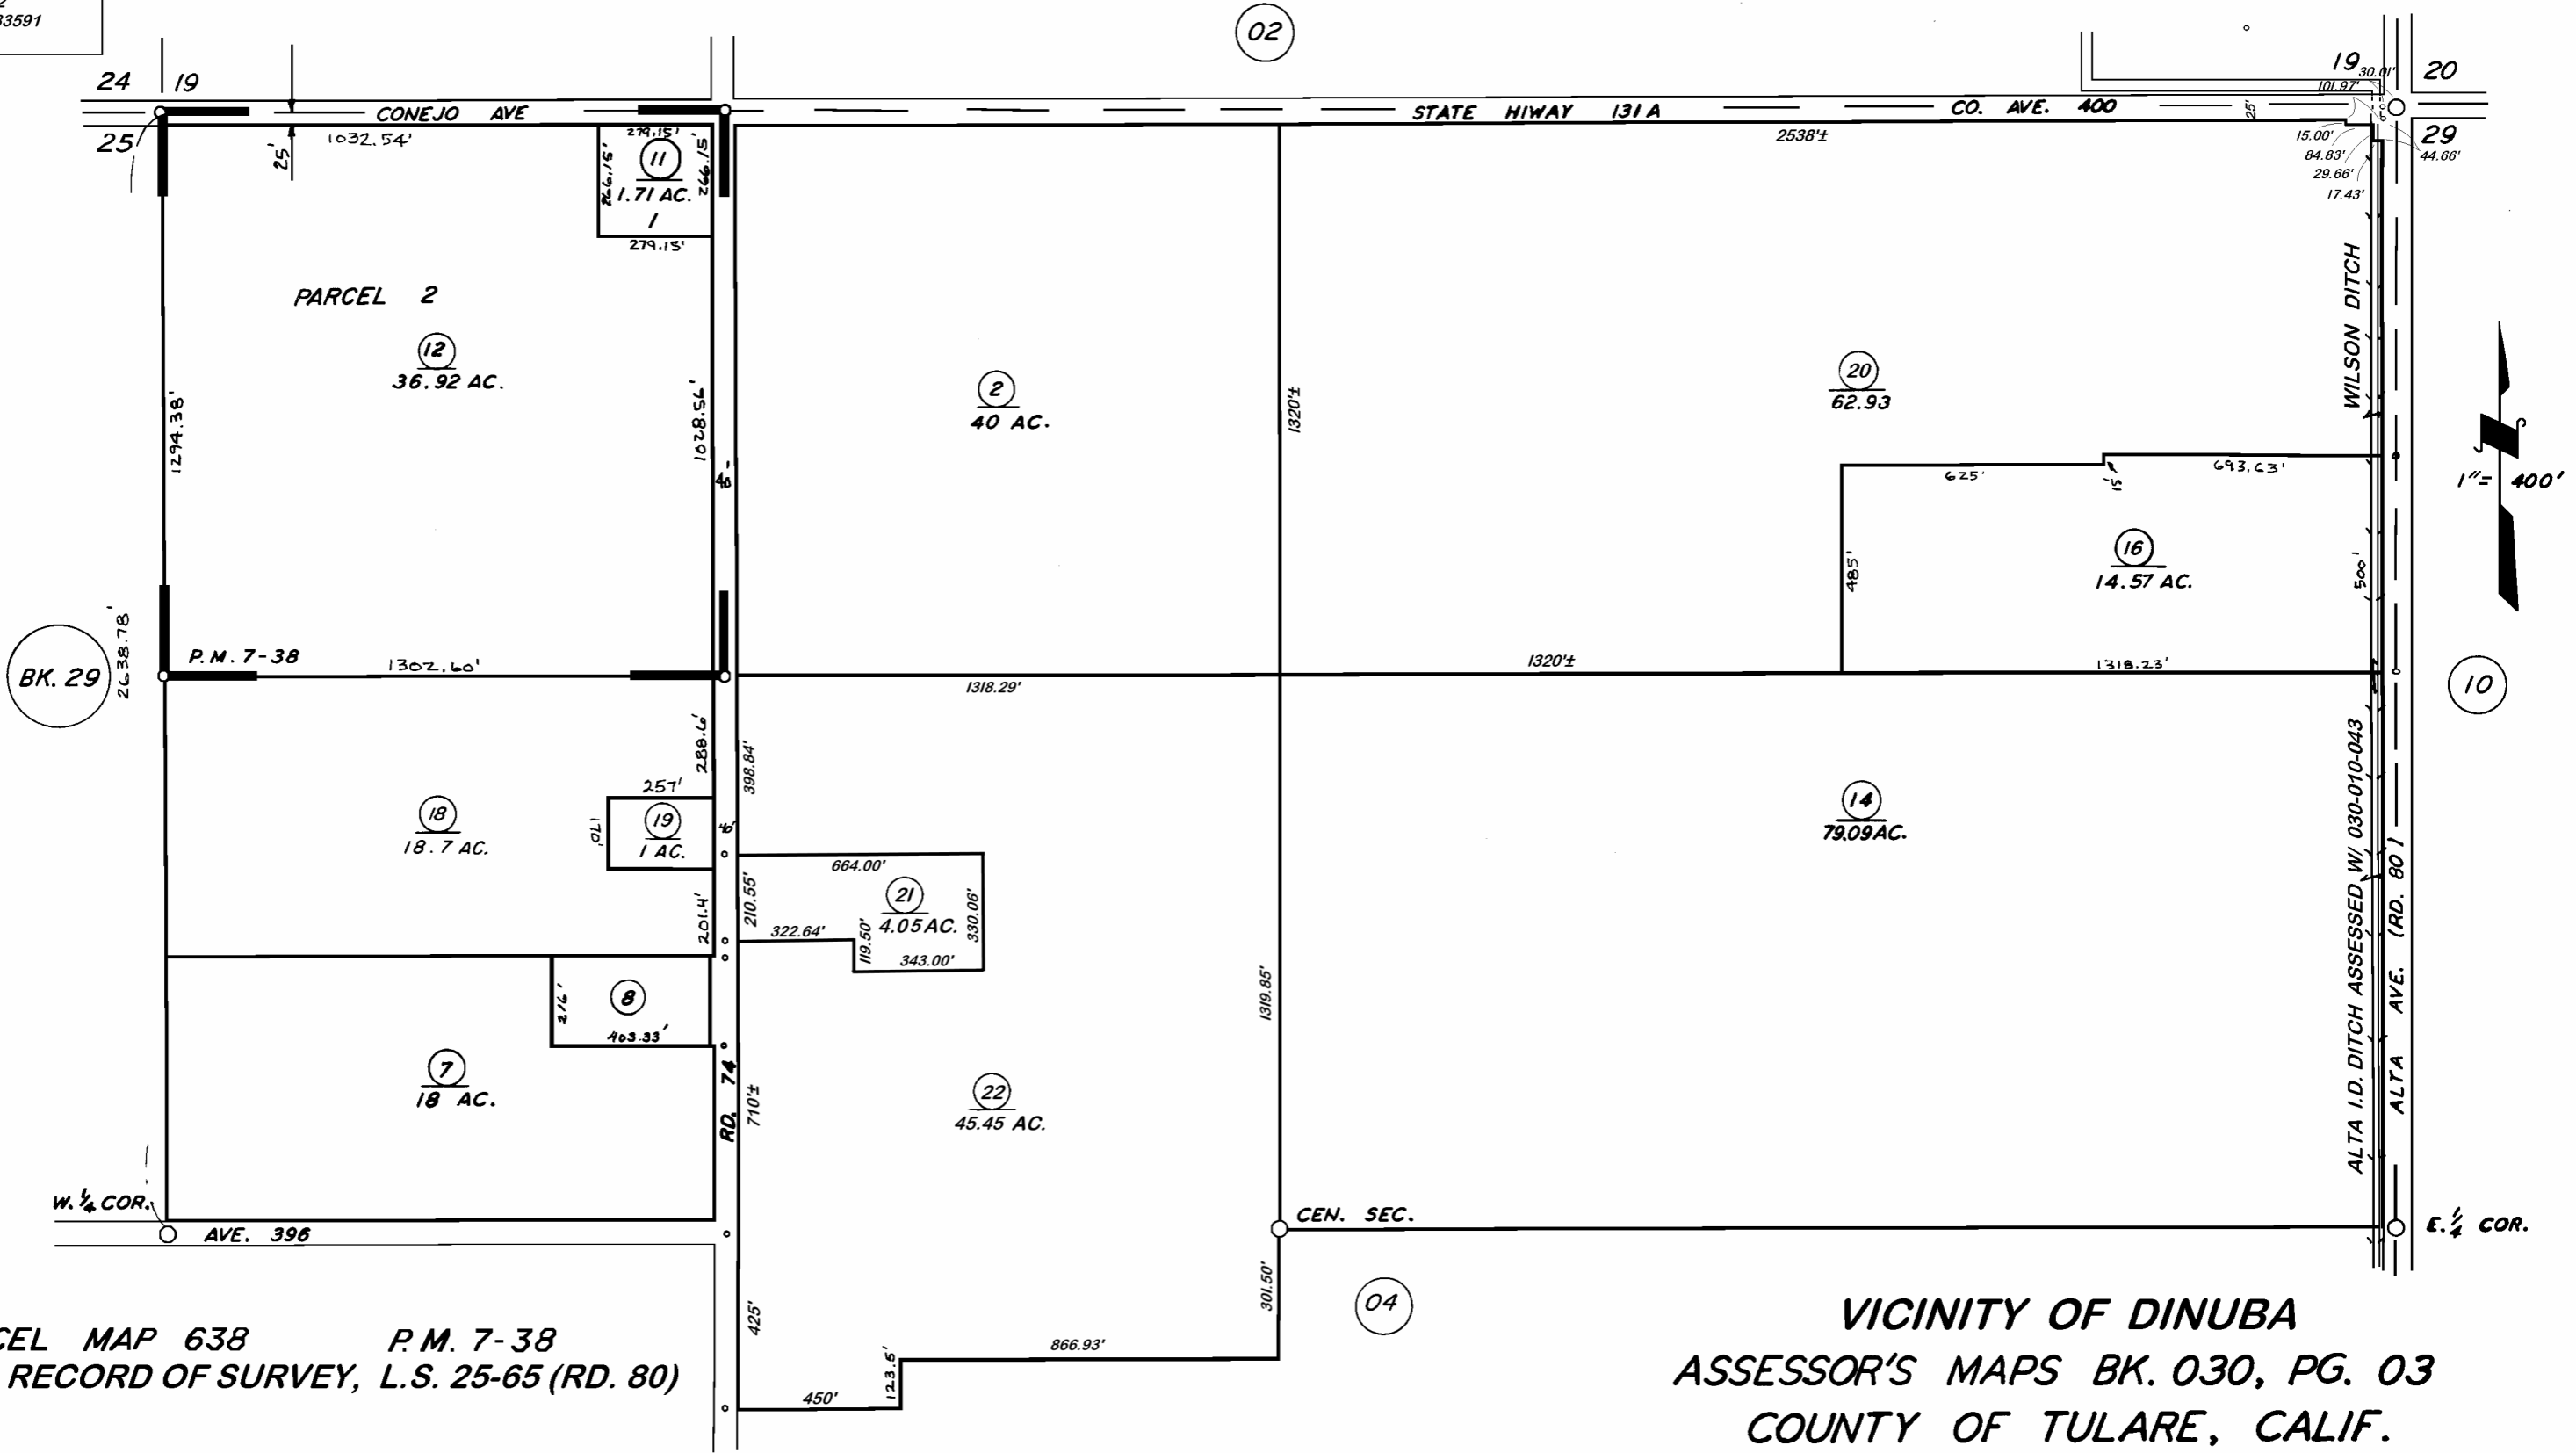 33591
02
24 19
19 30.01' 20
101.97'
CONEJO AVE
STATE HIWAY 131A
CO. AVE. 400
25'
25
25'
1032.54'
279.15'
2538'±
15.00'
29
84.83'
44.66'
29.66'
17.43'
11
1.71 AC.
1
266.15'
266.15'
279.15'
PARCEL 2
12
36.92 AC.
1294.38'
1028.56'
40'
2
40 AC.
1320'±
20
62.93
WILSON DITCH
1"= 400'
625'
15'
693.63'
485'
16
14.57 AC.
500'
BK. 29
2638.78'
P.M. 7-38
1302.60'
1318.29'
1320'±
1318.23'
10
288.6'
398.84'
257'
18
18.7 AC.
170'
19
1 AC.
40'
14
79.09 AC.
664.00'
201.4'
210.55'
21
4.05 AC.
330.06'
322.64'
119.50'
343.00'
ALTA I.D. DITCH ASSESSED W/ 030-010-043
ALTA AVE. (RD. 80)
216'
8
403.33'
7
18 AC.
RD. 74
710'±
22
45.45 AC.
1319.85'
W. 1/4 COR.
AVE. 396
CEN. SEC.
E. 1/4 COR.
425'
301.50'
04
866.93'
123.5'
450'
CEL MAP 638 P.M. 7-38
RECORD OF SURVEY, L.S. 25-65 (RD. 80)
VICINITY OF DINUBA
ASSESSOR'S MAPS BK. 030, PG. 03
COUNTY OF TULARE, CALIF.